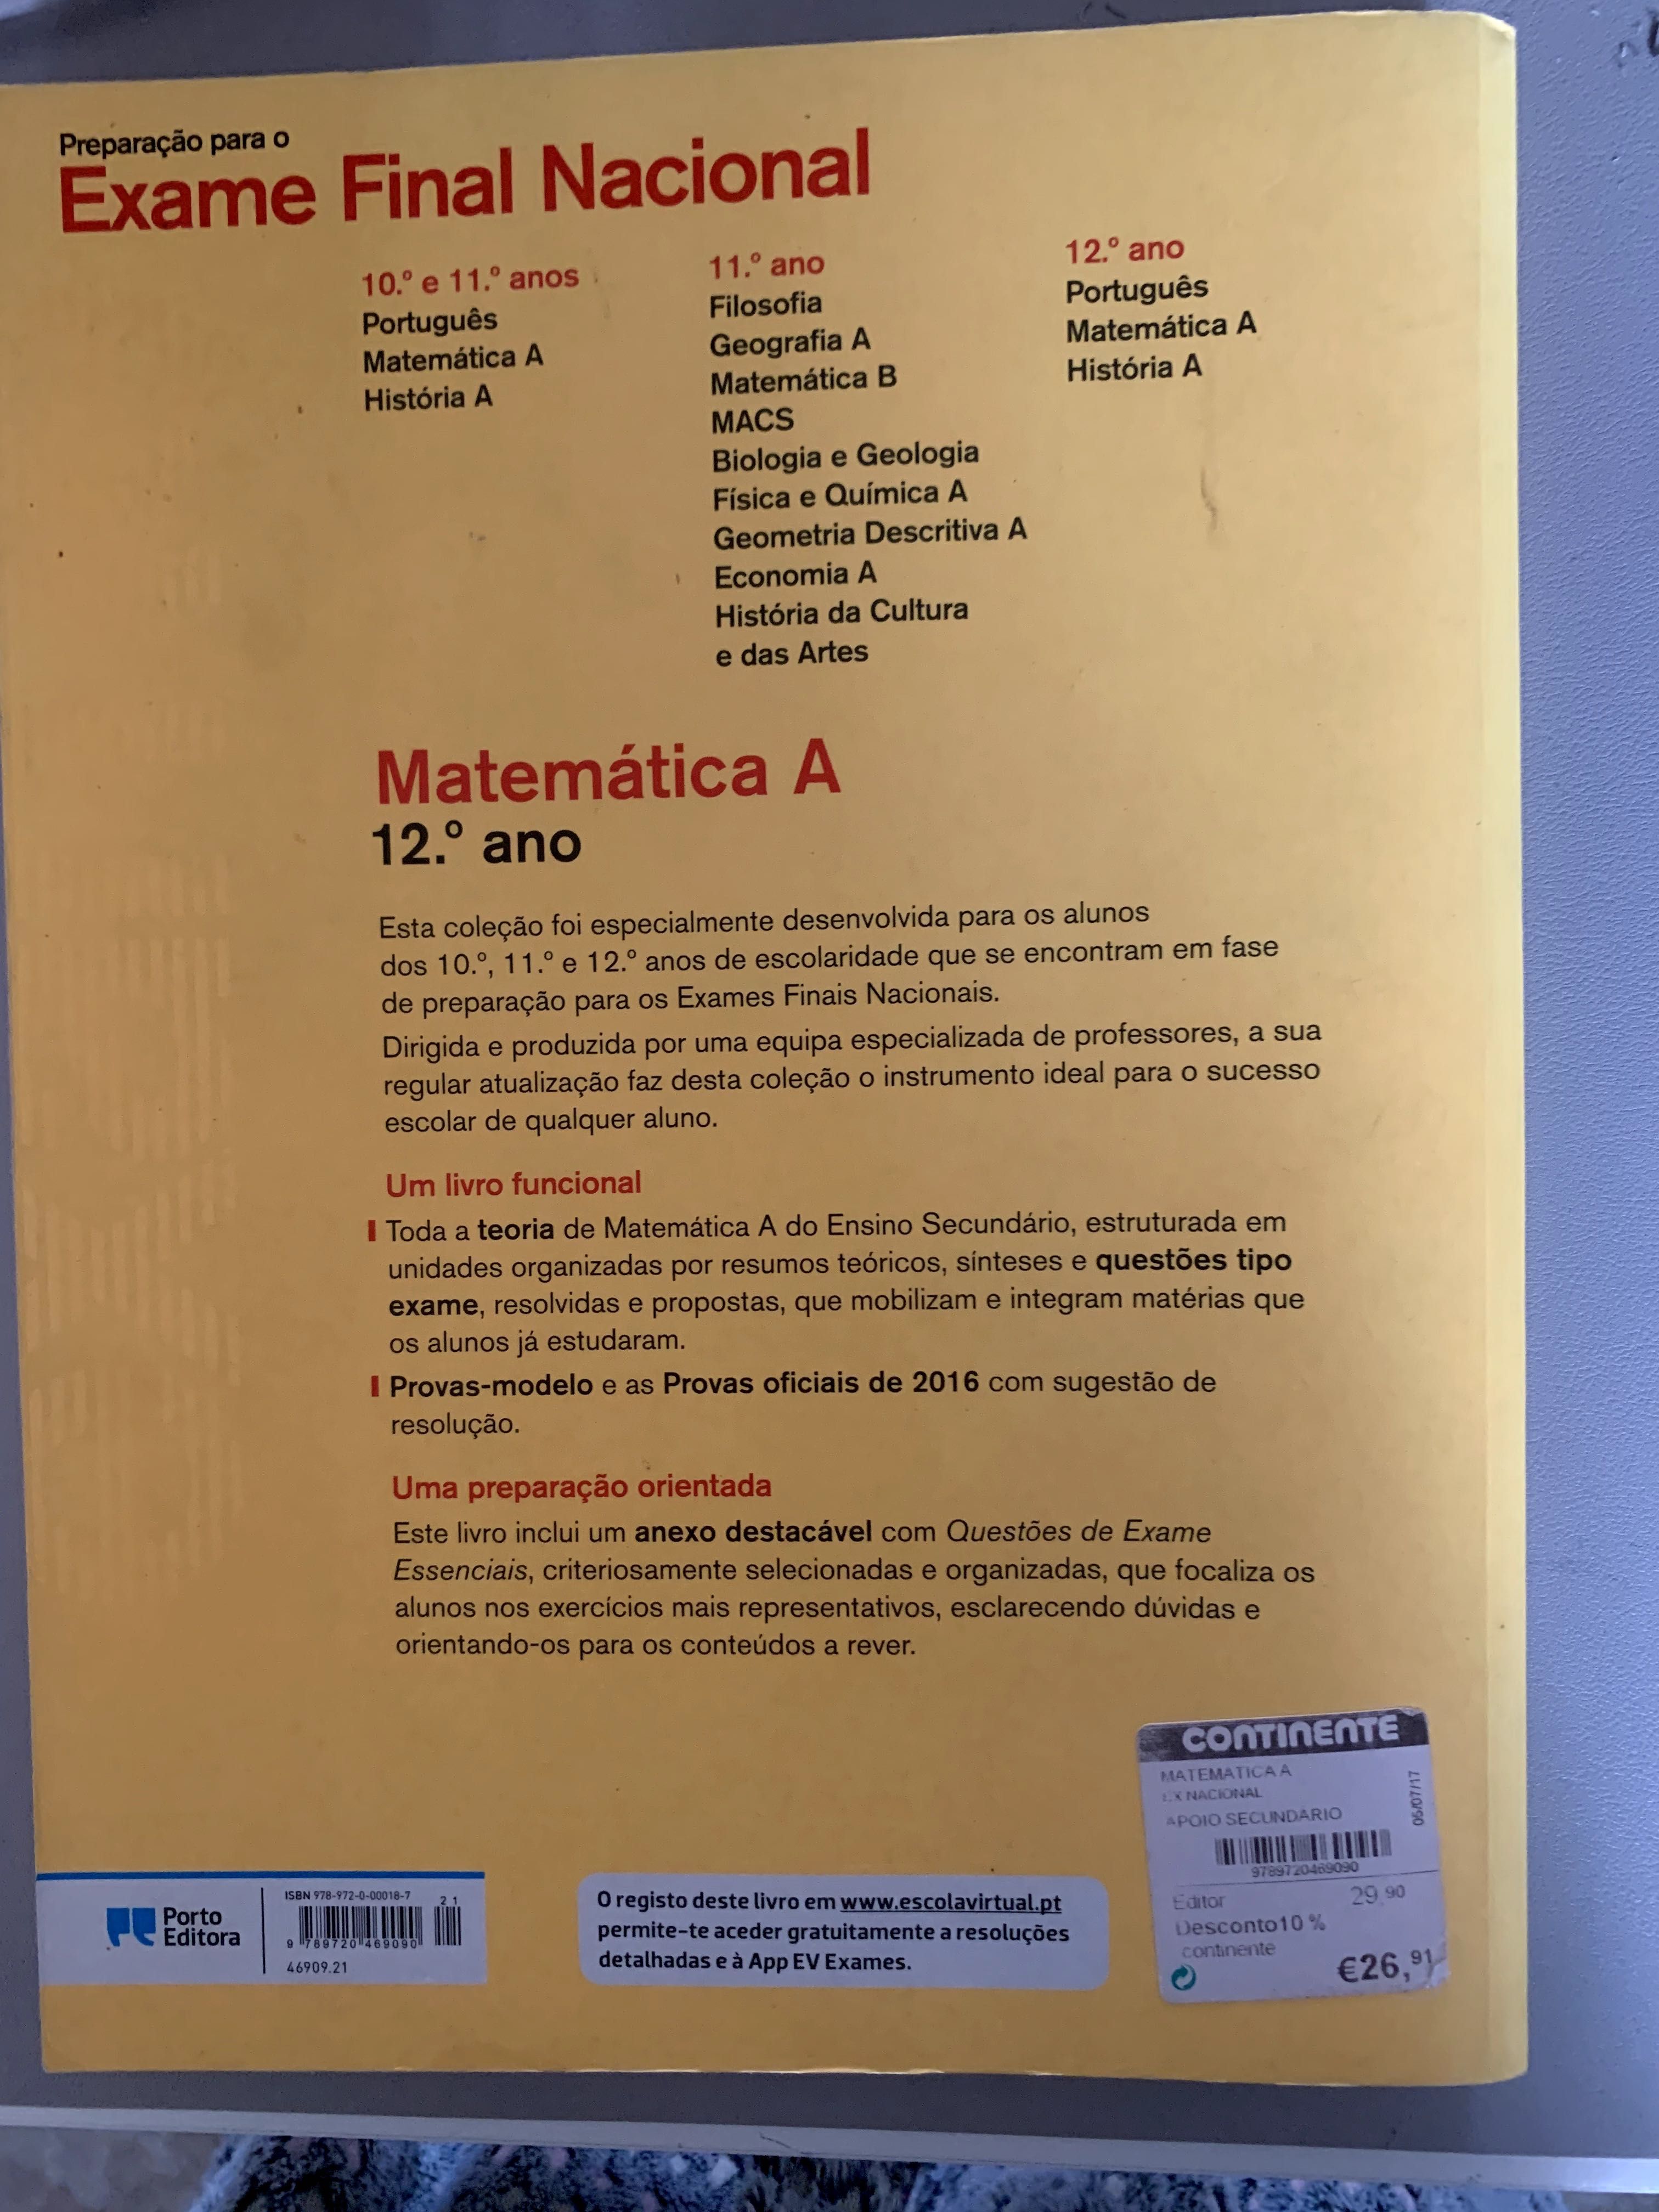 Preparação para o
Exame Final Nacional
10.º e 11.º anos
Português
Matemática A
História A
11.º ano
Filosofia
Geografia A
Matemática B
MACS
Biologia e Geologia
Física e Química A
Geometria Descritiva A
Economia A
História da Cultura
e das Artes
12.º ano
Português
Matemática A
História A
Matemática A
12.º ano
Esta coleção foi especialmente desenvolvida para os alunos
dos 10.º, 11.º e 12.º anos de escolaridade que se encontram em fase
de preparação para os Exames Finais Nacionais.
Dirigida e produzida por uma equipa especializada de professores, a sua
regular atualização faz desta coleção o instrumento ideal para o sucesso
escolar de qualquer aluno.
Um livro funcional
Toda a teoria de Matemática A do Ensino Secundário, estruturada em
unidades organizadas por resumos teóricos, sínteses e questões tipo
exame, resolvidas e propostas, que mobilizam e integram matérias que
os alunos já estudaram.
Provas-modelo e as Provas oficiais de 2016 com sugestão de
resolução.
Uma preparação orientada
Este livro inclui um anexo destacável com Questões de Exame
Essenciais, criteriosamente selecionadas e organizadas, que focaliza os
alunos nos exercícios mais representativos, esclarecendo dúvidas e
orientando-os para os conteúdos a rever.
Porto
Editora
ISBN 978-972-0-00018-7
2 1
9 789720 469090
46909.21
O registo deste livro em www.escolavirtual.pt
permite-te aceder gratuitamente a resoluções
detalhadas e à App EV Exames.
CONTINENTE
MATEMATICA A
EX NACIONAL
APOIO SECUNDARIO
05/07/17
9789720469090
Editor 29,90
Desconto10 %
continente
€26,91